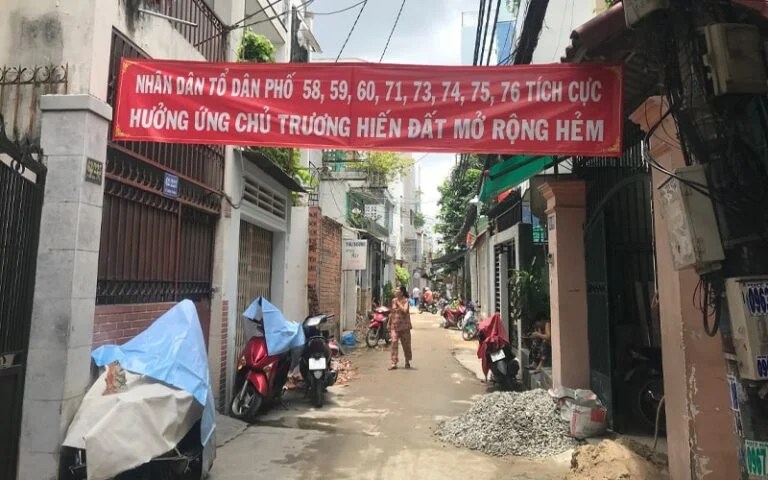 NHÂN DÂN TỔ DÂN PHỐ 58, 59, 60, 71, 73, 74, 75, 76 TÍCH CỰC
HƯỞNG ỨNG CHỦ TRƯƠNG HIẾN ĐẤT MỞ RỘNG HẺM